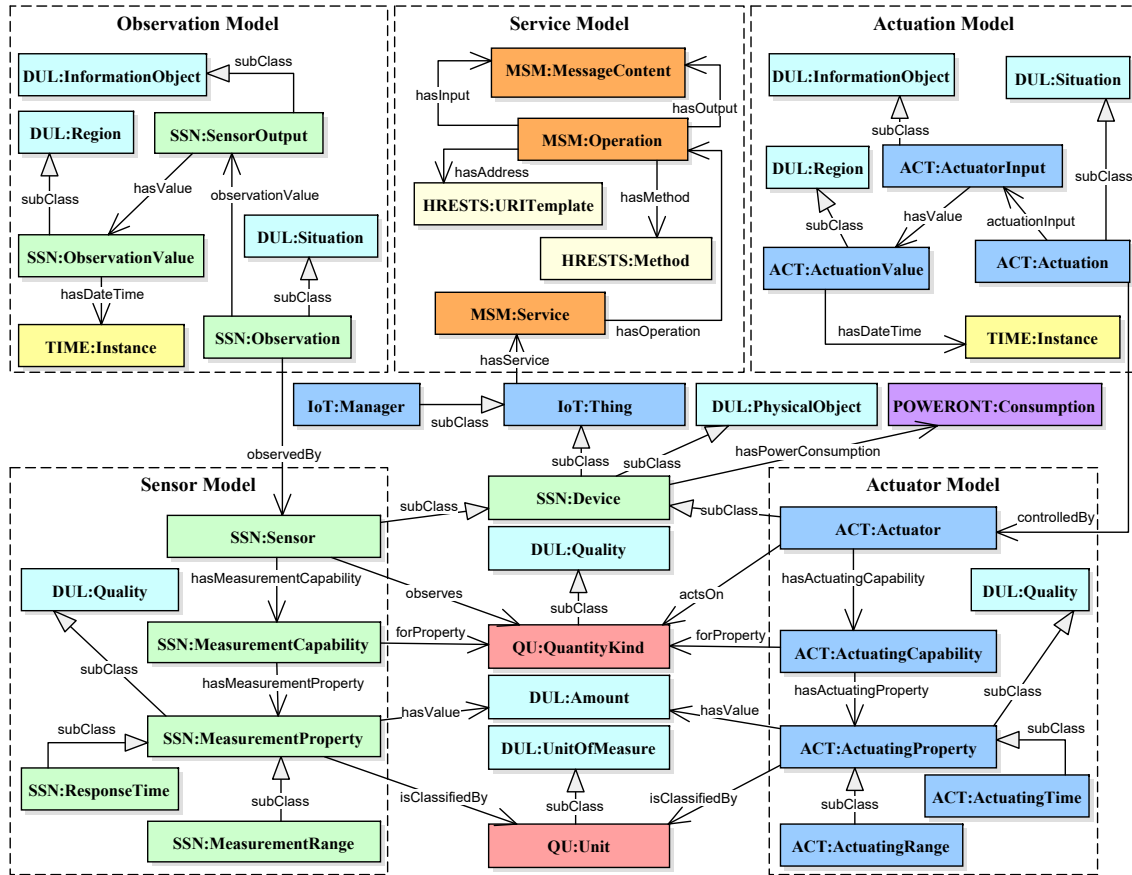 Observation Model
Service Model
Actuation Model
DUL:InformationObject
subClass
DUL:Region
SSN:SensorOutput
subClass
hasValue
observationValue
DUL:Situation
SSN:ObservationValue
hasDateTime
subClass
TIME:Instance
SSN:Observation
MSM:MessageContent
hasInput
hasOutput
MSM:Operation
hasAddress
HRESTS:URITemplate
hasMethod
HRESTS:Method
MSM:Service
hasOperation
hasService
DUL:InformationObject
DUL:Situation
subClass
DUL:Region
ACT:ActuatorInput
subClass
subClass
hasValue
actuationInput
ACT:ActuationValue
ACT:Actuation
hasDateTime
TIME:Instance
IoT:Manager
subClass
IoT:Thing
DUL:PhysicalObject
POWERONT:Consumption
observedBy
subClass
subClass
hasPowerConsumption
Sensor Model
SSN:Device
Actuator Model
subClass
subClass
SSN:Sensor
ACT:Actuator
controlledBy
DUL:Quality
hasMeasurementCapability
hasActuatingCapability
DUL:Quality
observes
subClass
actsOn
DUL:Quality
SSN:MeasurementCapability
forProperty
QU:QuantityKind
forProperty
ACT:ActuatingCapability
subClass
hasMeasurementProperty
hasActuatingProperty
subClass
DUL:Amount
hasValue
hasValue
SSN:MeasurementProperty
ACT:ActuatingProperty
subClass
subClass
DUL:UnitOfMeasure
SSN:ResponseTime
ACT:ActuatingTime
subClass
isClassifiedBy
subClass
isClassifiedBy
subClass
SSN:MeasurementRange
QU:Unit
ACT:ActuatingRange